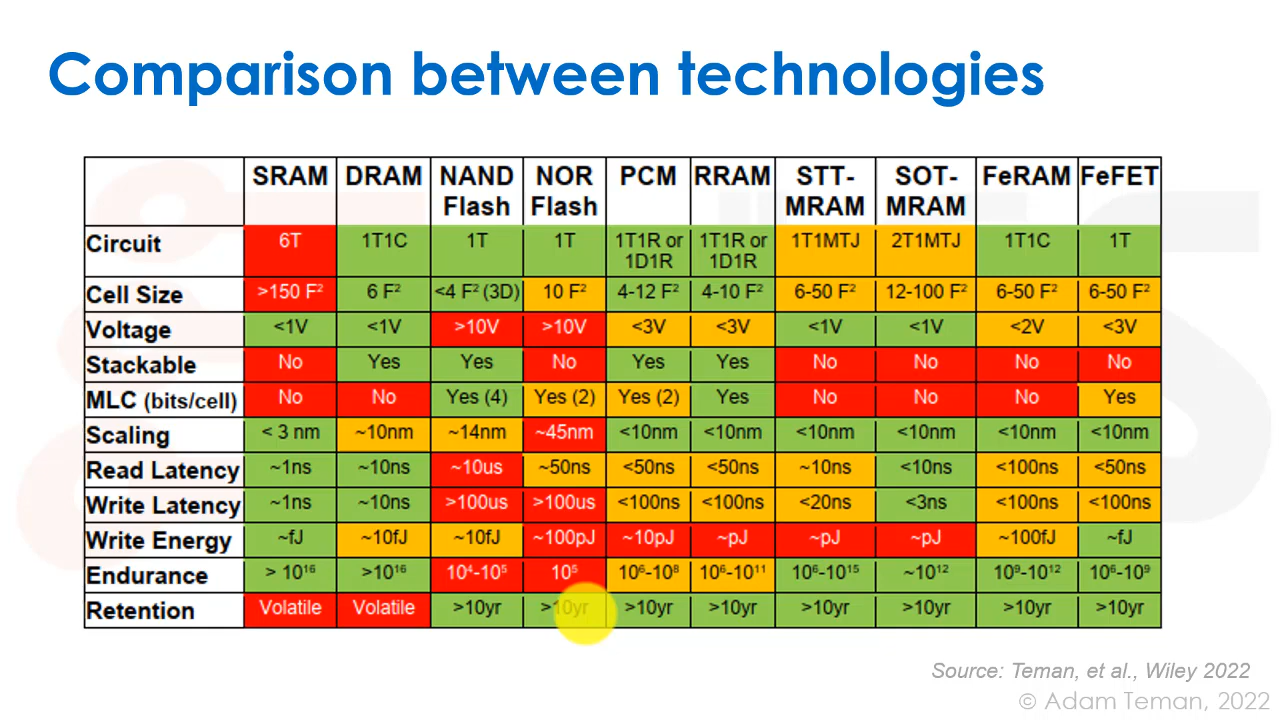 Comparison between technologies
SRAM DRAM NAND Flash NOR Flash PCM RRAM STT-MRAM SOT-MRAM FeRAM FeFET
Circuit 6T 1T1C 1T 1T 1T1R or 1D1R 1T1R or 1D1R 1T1MTJ 2T1MTJ 1T1C 1T
Cell Size >150 F² 6 F² <4 F² (3D) 10 F² 4-12 F² 4-10 F² 6-50 F² 12-100 F² 6-50 F² 6-50 F²
Voltage <1V <1V >10V >10V <3V <3V <1V <1V <2V <3V
Stackable No Yes Yes No Yes Yes No No No No
MLC (bits/cell) No No Yes (4) Yes (2) Yes (2) Yes No No No Yes
Scaling < 3 nm ~10nm ~14nm ~45nm <10nm <10nm <10nm <10nm <10nm <10nm
Read Latency ~1ns ~10ns ~10us ~50ns <50ns <50ns ~10ns <10ns <100ns <50ns
Write Latency ~1ns ~10ns >100us >100us <100ns <100ns <20ns <3ns <100ns <100ns
Write Energy ~fJ ~10fJ ~10fJ ~100pJ ~10pJ ~pJ ~pJ ~pJ ~100fJ ~fJ
Endurance > 10¹⁶ >10¹⁶ 10⁴-10⁵ 10⁵ 10⁶-10⁸ 10⁶-10¹¹ 10⁶-10¹⁵ ~10¹² 10⁹-10¹² 10⁶-10⁹
Retention Volatile Volatile >10yr >10yr >10yr >10yr >10yr >10yr >10yr >10yr
Source: Teman, et al., Wiley 2022
© Adam Teman, 2022